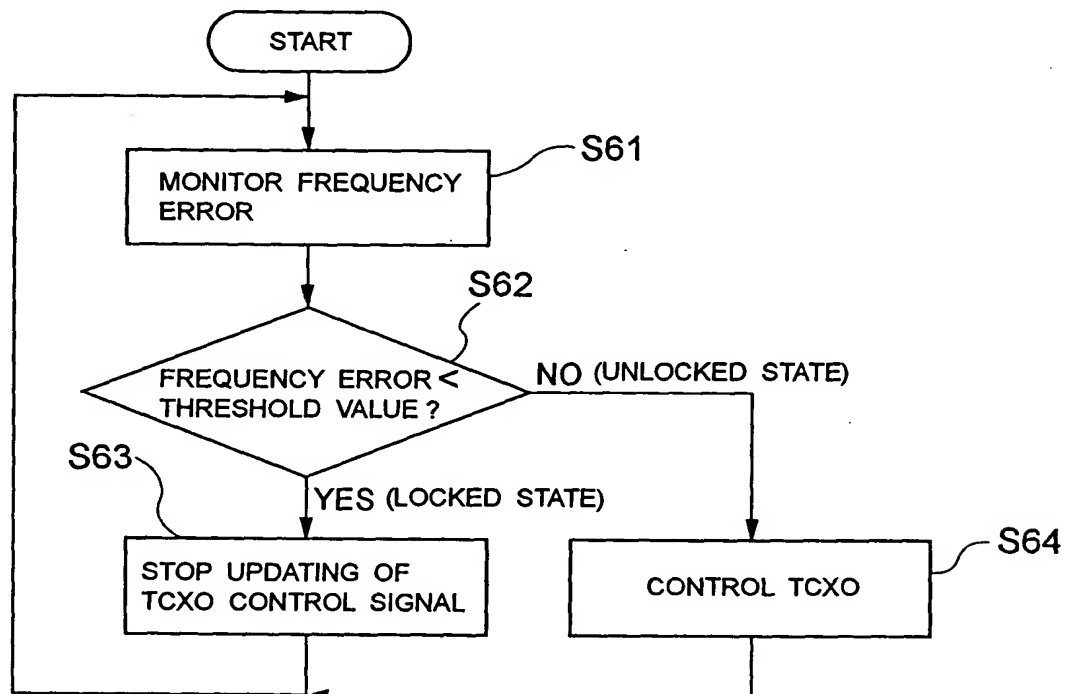 START
S61
MONITOR FREQUENCY
ERROR
S62
FREQUENCY ERROR <
THRESHOLD VALUE ?
NO (UNLOCKED STATE)
S63
YES (LOCKED STATE)
STOP UPDATING OF
TCXO CONTROL SIGNAL
S64
CONTROL TCXO